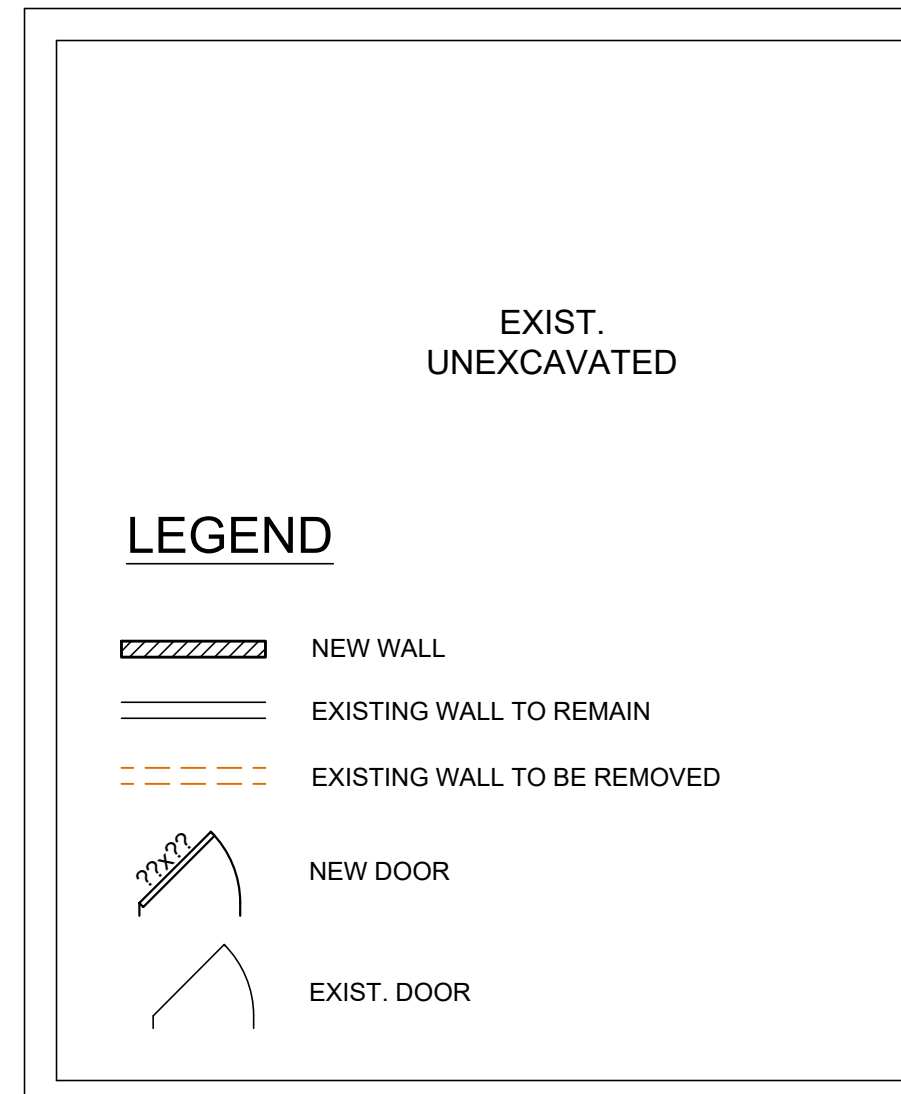 EXIST.
UNEXCAVATED
LEGEND
NEW WALL
EXISTING WALL TO REMAIN
EXISTING WALL TO BE REMOVED
??x??
NEW DOOR
EXIST. DOOR